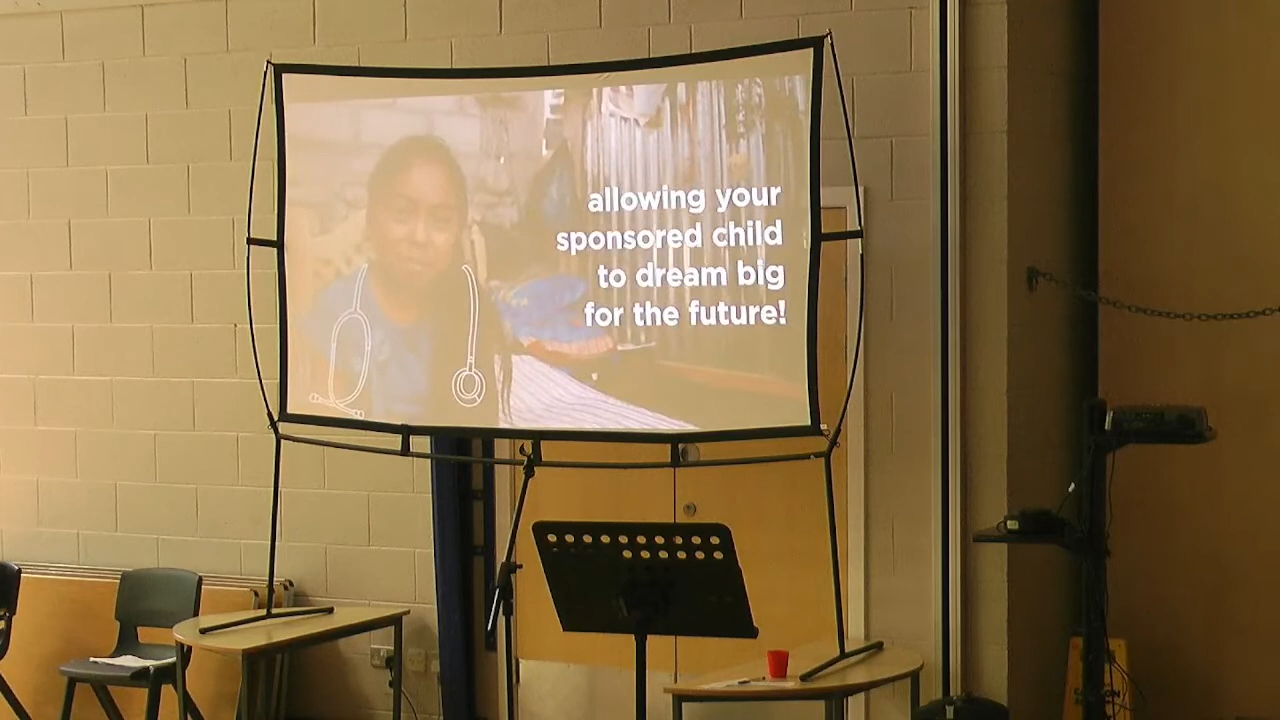 allowing your
sponsored child
to dream big
for the future!